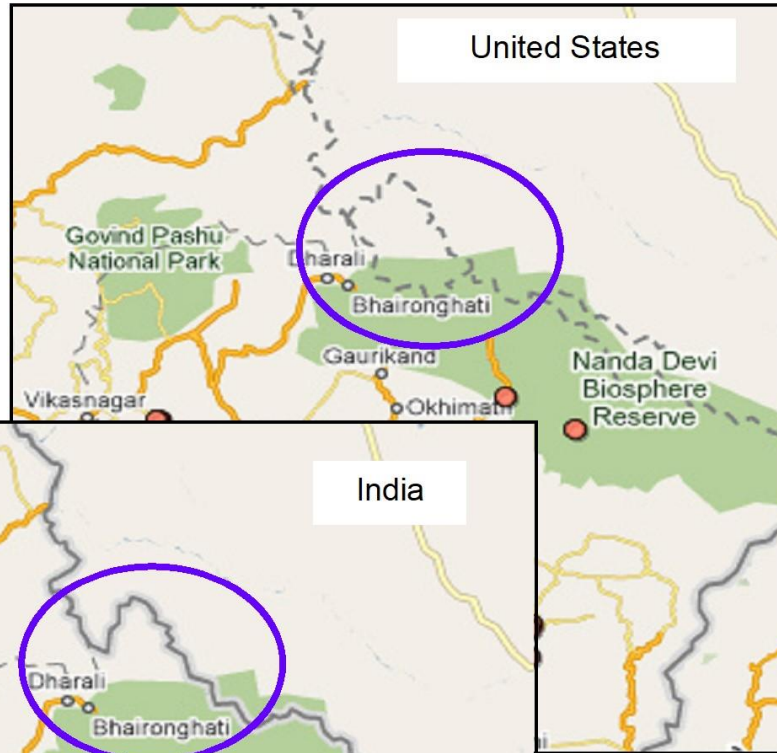 United States
Govind Pashu
National Park
Dharali
Bhaironghati
Gaurikand
Nanda Devi
Biosphere
Reserve
Vikasnagar
Okhimath
India
Dharali
Bhaironghati